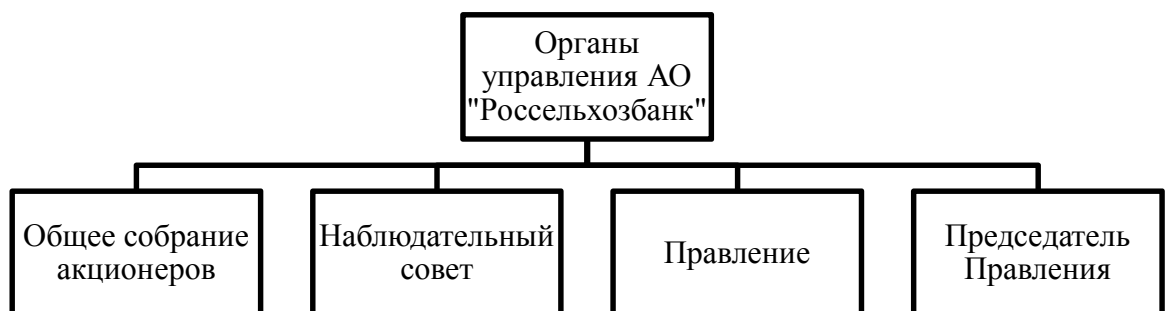 Органы
управления АО
"Россельхозбанк"
Общее собрание
акционеров
Наблюдательный
совет
Правление
Председатель
Правления